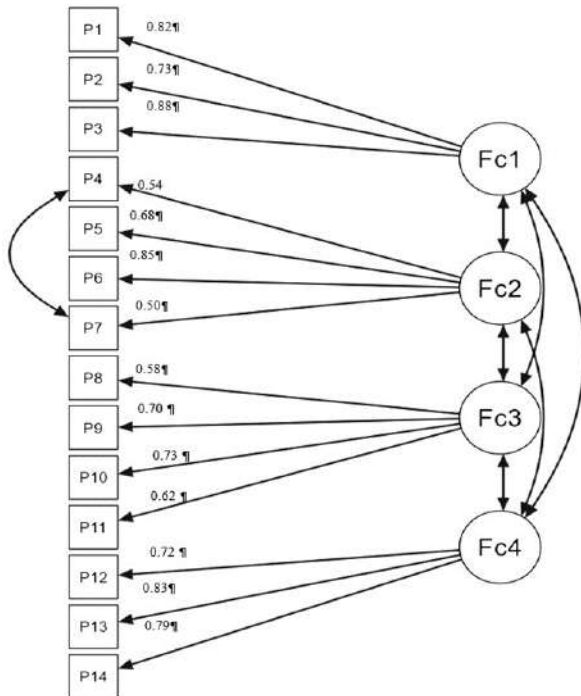 P1
0.82¶
P2
0.73¶
P3
0.88¶
Fc1
P4
0.54
P5
0.68¶
P6
0.85¶
Fc2
P7
0.50¶
P8
0.58¶
P9
0.70 ¶
Fc3
P10
0.73 ¶
P11
0.62 ¶
Fc4
P12
0.72 ¶
P13
0.83¶
P14
0.79¶